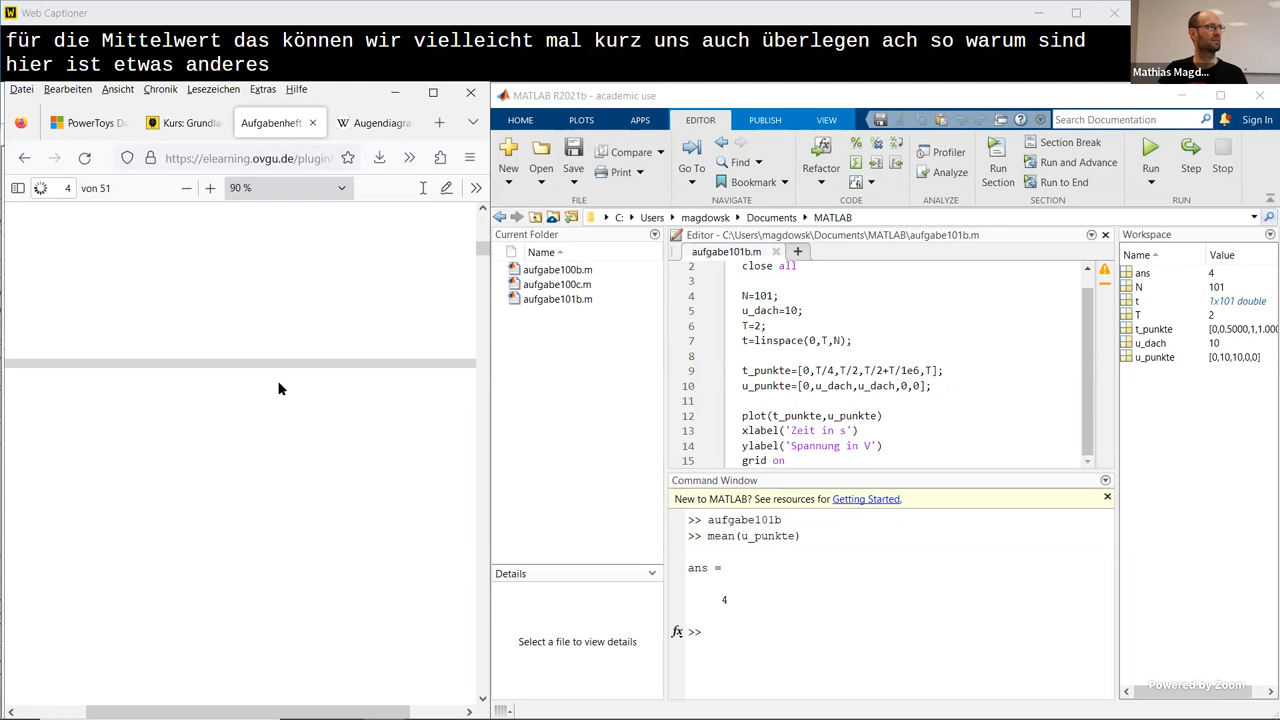 Web Captioner
für die Mittelwert das können wir vielleicht mal kurz uns auch überlegen ach so warum sind
hier ist etwas anderes
Mathias Magd...
Datei Bearbeiten Ansicht Chronik Lesezeichen Extras Hilfe
PowerToys Da Kurs: Grundla Aufgabenheft Augendiagra
https://elearning.ovgu.de/plugin
4 von 51 90 %
MATLAB R2021b - academic use
HOME PLOTS APPS EDITOR PUBLISH VIEW Search Documentation Sign In
New Open Save Compare Print
Go To Find Bookmark
Refactor
Profiler Analyze
Run Section Section Break Run and Advance Run to End
Run Step Stop
FILE NAVIGATE CODE ANALYZE SECTION RUN
C: Users magdowsk Documents MATLAB
Current Folder
Name
aufgabe100b.m
aufgabe100c.m
aufgabe101b.m
Details
Select a file to view details
Editor - C:\Users\magdowsk\Documents\MATLAB\aufgabe101b.m
aufgabe101b.m
2 close all
3
4 N=101;
5 u_dach=10;
6 T=2;
7 t=linspace(0,T,N);
8
9 t_punkte=[0,T/4,T/2,T/2+T/1e6,T];
10 u_punkte=[0,u_dach,u_dach,0,0];
11
12 plot(t_punkte,u_punkte)
13 xlabel('Zeit in s')
14 ylabel('Spannung in V')
15 grid on
Command Window
New to MATLAB? See resources for Getting Started.
>> aufgabe101b
>> mean(u_punkte)
ans =
4
fx >>
Workspace
Name Value
ans 4
N 101
t 1x101 double
T 2
t_punkte [0,0.5000,1,1.000
u_dach 10
u_punkte [0,10,10,0,0]
Powered by Zoom